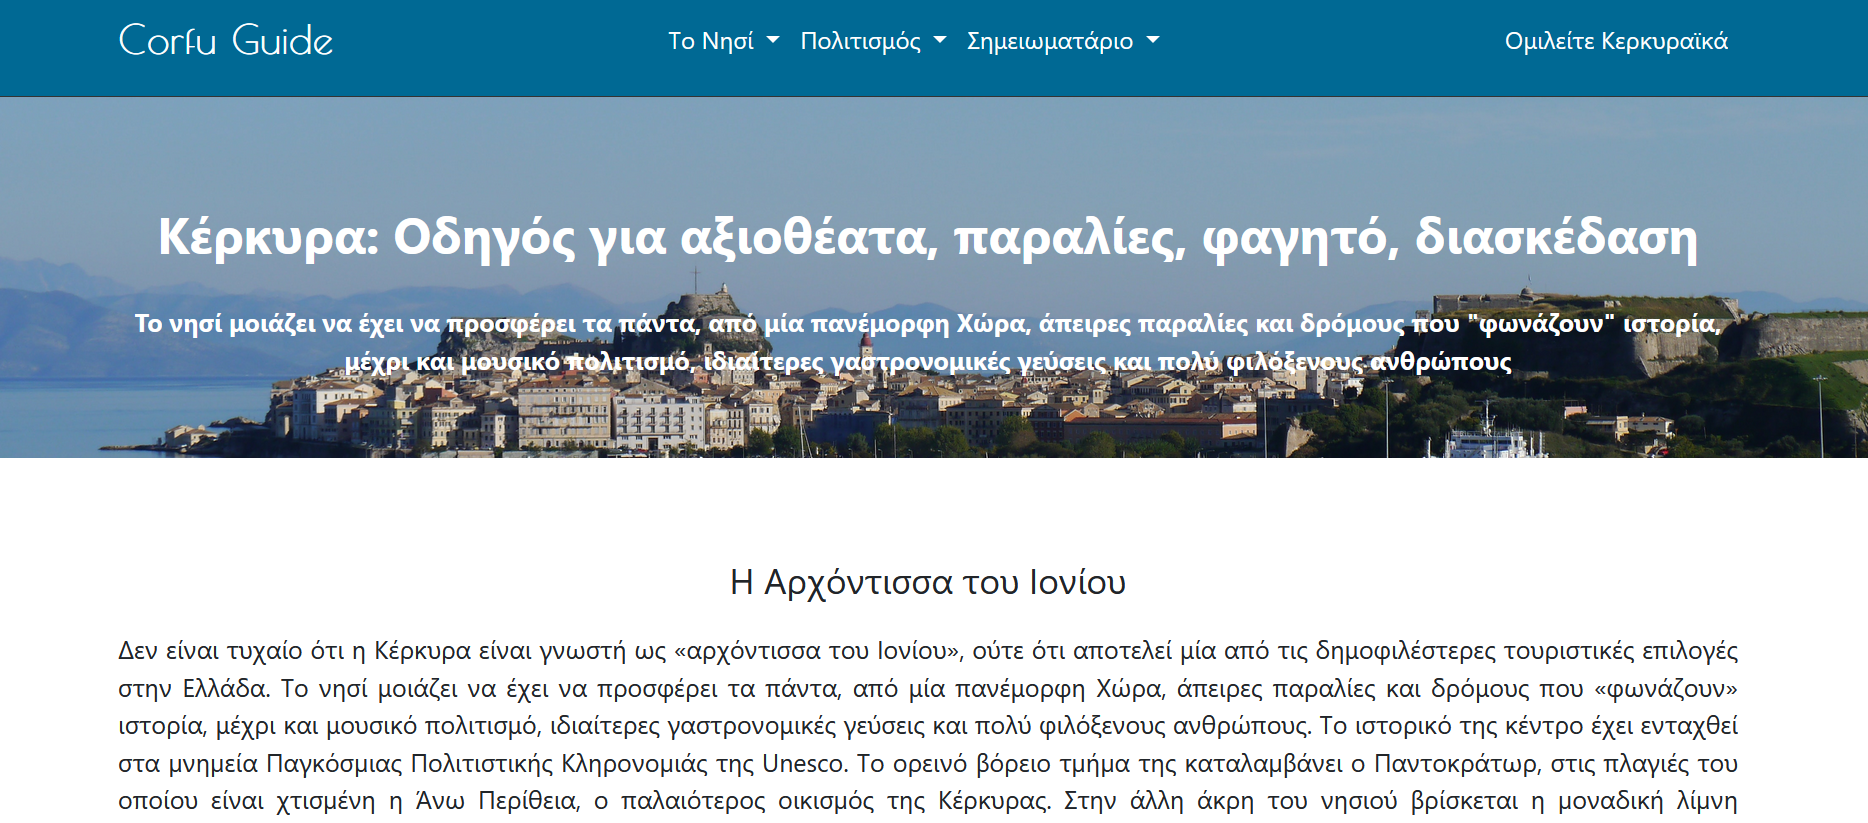 Corfu Guide
Το Νησί Πολιτισμός Σημειωματάριο Ομιλείτε Κερκυραϊκά
Κέρκυρα: Οδηγός για αξιοθέατα, παραλίες, φαγητό, διασκέδαση
Το νησί μοιάζει να έχει να προσφέρει τα πάντα, από μία πανέμορφη Χώρα, άπειρες παραλίες και δρόμους που "φωνάζουν" ιστορία,
μέχρι και μουσικό πολιτισμό, ιδιαίτερες γαστρονομικές γεύσεις και πολύ φιλόξενους ανθρώπους
Η Αρχόντισσα του Ιονίου
Δεν είναι τυχαίο ότι η Κέρκυρα είναι γνωστή ως «αρχόντισσα του Ιονίου», ούτε ότι αποτελεί μία από τις δημοφιλέστερες τουριστικές επιλογές
στην Ελλάδα. Το νησί μοιάζει να έχει να προσφέρει τα πάντα, από μία πανέμορφη Χώρα, άπειρες παραλίες και δρόμους που «φωνάζουν»
ιστορία, μέχρι και μουσικό πολιτισμό, ιδιαίτερες γαστρονομικές γεύσεις και πολύ φιλόξενους ανθρώπους. Το ιστορικό της κέντρο έχει ενταχθεί
στα μνημεία Παγκόσμιας Πολιτιστικής Κληρονομιάς της Unesco. Το ορεινό βόρειο τμήμα της καταλαμβάνει ο Παντοκράτωρ, στις πλαγιές του
οποίου είναι χτισμένη η Άνω Περίθεια, ο παλαιότερος οικισμός της Κέρκυρας. Στην άλλη άκρη του νησιού βρίσκεται η μοναδική λίμνη